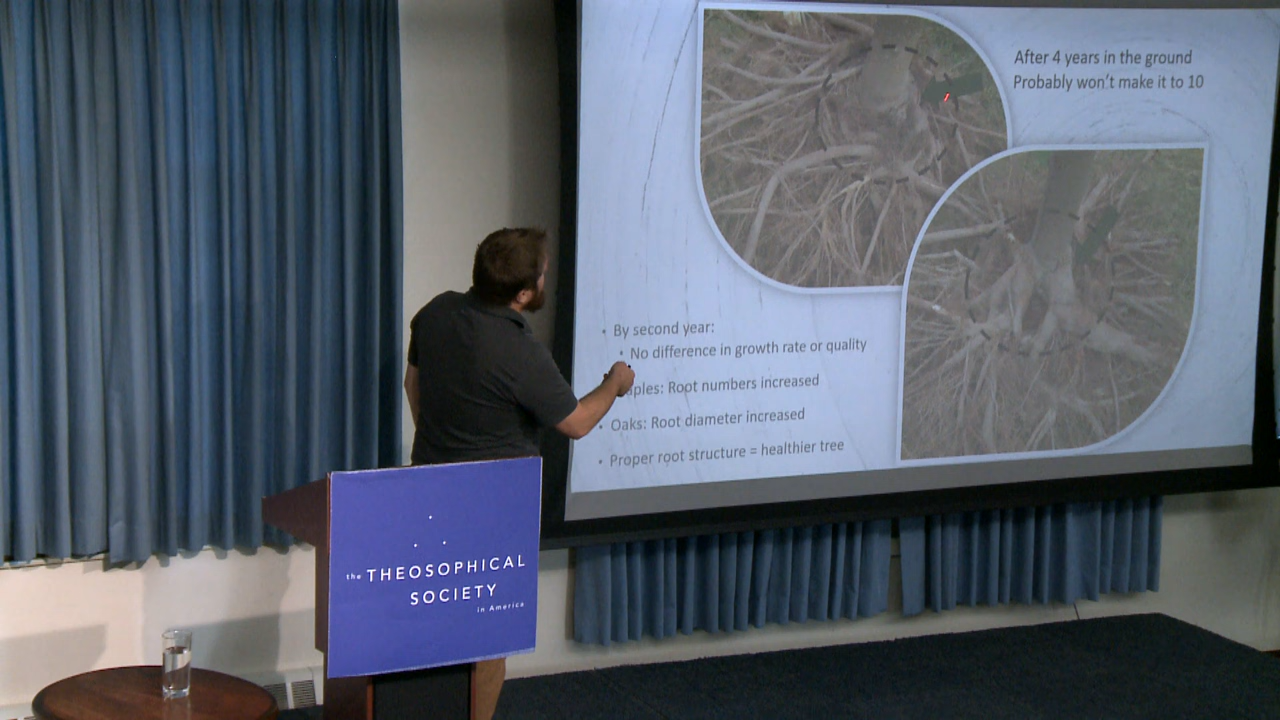 After 4 years in the ground
Probably won't make it to 10
• By second year:
• No difference in growth rate or quality
Root numbers increased
• Oaks: Root diameter increased
• Proper root structure = healthier tree
the THEOSOPHICAL
SOCIETY
in America